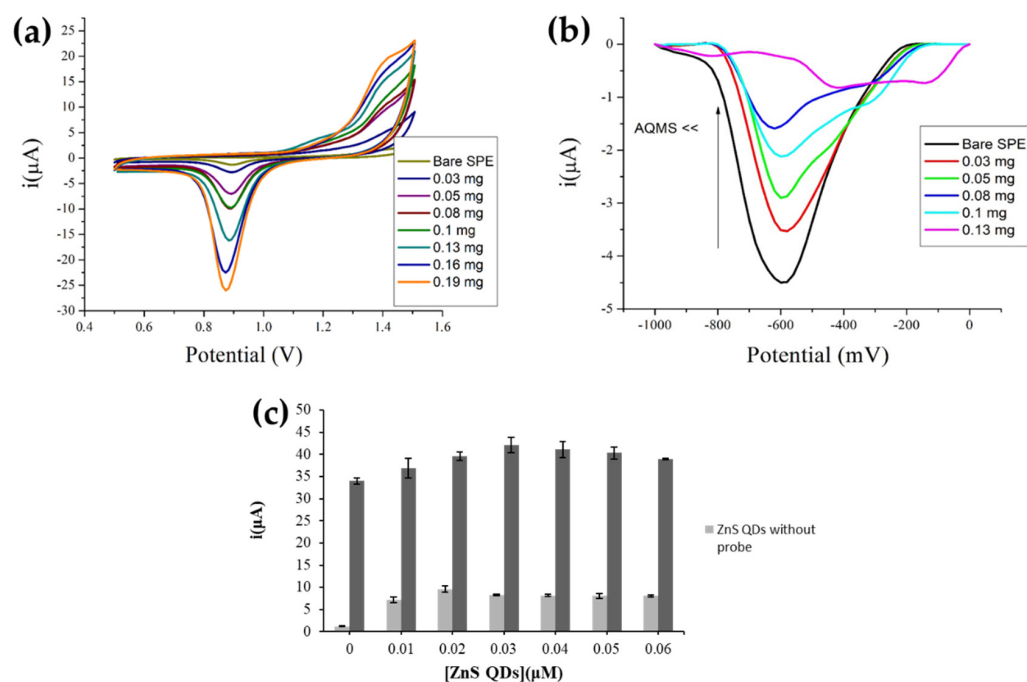 (a)
i(µA)
25
20
15
10
5
0
-5
-10
-15
-20
-25
-30
0.4 0.6 0.8 1.0 1.2 1.4 1.6
Potential (V)
Bare SPE
0.03 mg
0.05 mg
0.08 mg
0.1 mg
0.13 mg
0.16 mg
0.19 mg
(b)
i(µA)
0
-1
-2
-3
-4
-5
-1000 -800 -600 -400 -200 0
Potential (mV)
AQMS <<
Bare SPE
0.03 mg
0.05 mg
0.08 mg
0.1 mg
0.13 mg
(c)
i(µA)
50
45
40
35
30
25
20
15
10
5
0
0 0.01 0.02 0.03 0.04 0.05 0.06
[ZnS QDs](µM)
ZnS QDs without
probe